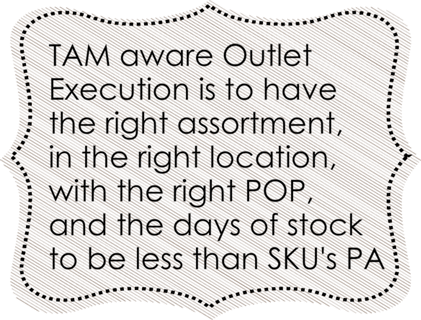 TAM aware Outlet
Execution is to have
the right assortment,
in the right location,
with the right POP,
and the days of stock
to be less than SKU's PA